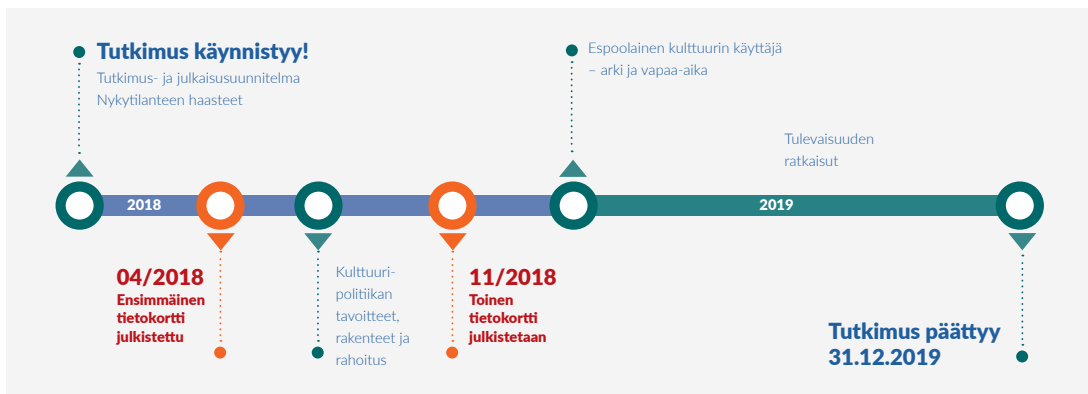 Tutkimus käynnistyy!
Tutkimus- ja julkaisusuunnitelma
Nykytilanteen haasteet
Espoolainen kulttuurin käyttäjä
– arki ja vapaa-aika
Tulevaisuuden
ratkaisut
2018
2019
04/2018
Ensimmäinen
tietokortti
julkistettu
Kulttuuri-
politiikan
tavoitteet,
rakenteet ja
rahoitus
11/2018
Toinen
tietokortti
julkistetaan
Tutkimus päättyy
31.12.2019